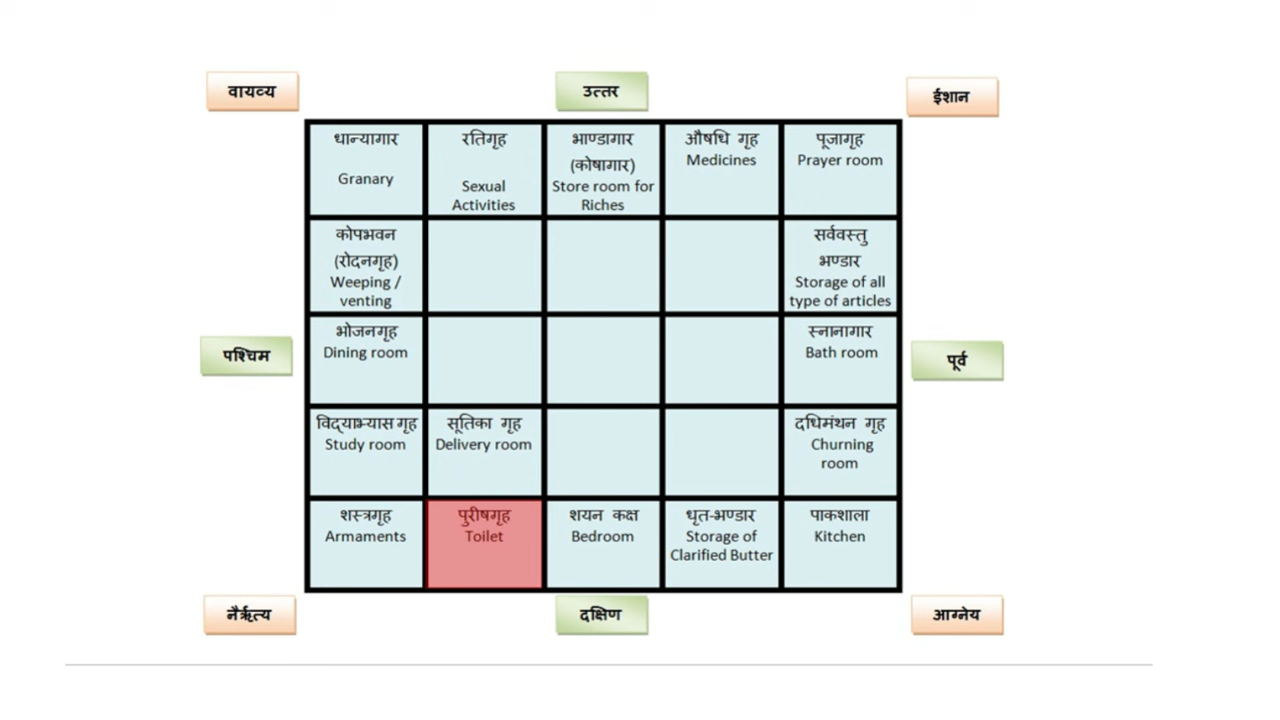 वायव्य
उत्तर
ईशान
धान्यागार
Granary
रतिगृह
Sexual
Activities
भाण्डागार
(कोषागार)
Store room for
Riches
औषधि गृह
Medicines
पूजागृह
Prayer room
कोपभवन
(रोदनगृह)
Weeping /
venting
सर्ववस्तु
भण्डार
Storage of all
type of articles
पश्चिम
भोजनगृह
Dining room
स्नानागार
Bath room
पूर्व
विद्याभ्यास गृह
Study room
सूतिका गृह
Delivery room
दधिमंथन गृह
Churning
room
शस्त्रगृह
Armaments
पुरीषगृह
Toilet
शयन कक्ष
Bedroom
धृत-भण्डार
Storage of
Clarified Butter
पाकशाला
Kitchen
नैर्ऋत्य
दक्षिण
आग्नेय